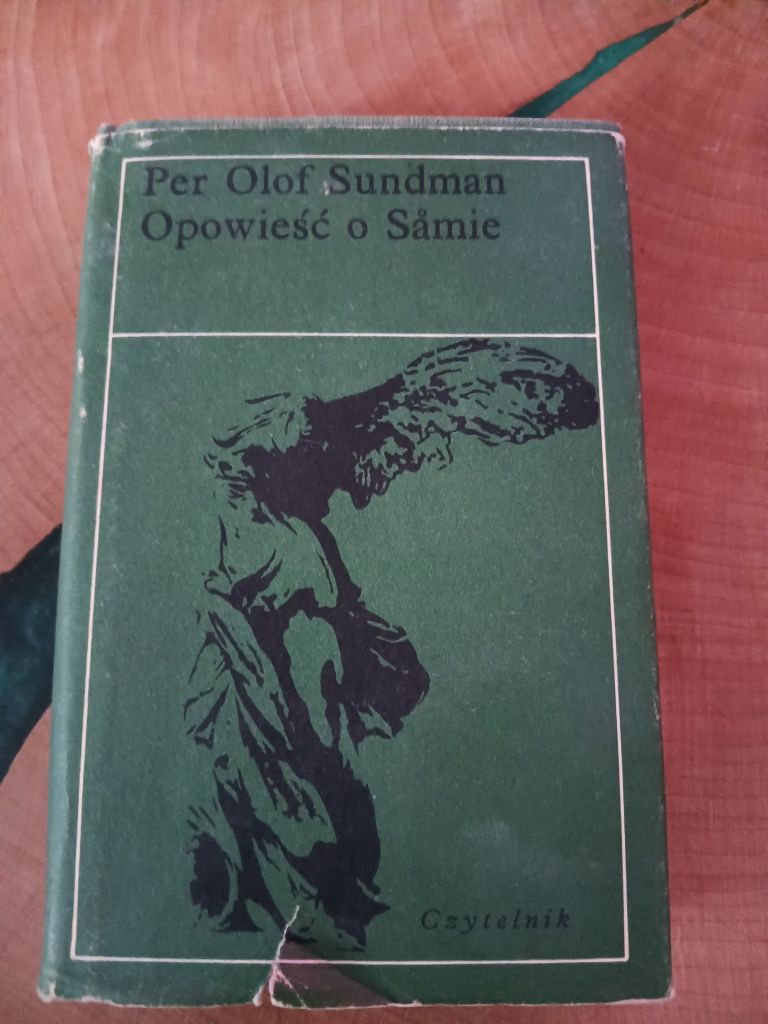 Per Olof Sundman
Opowieść o Såmie
Czytelnik